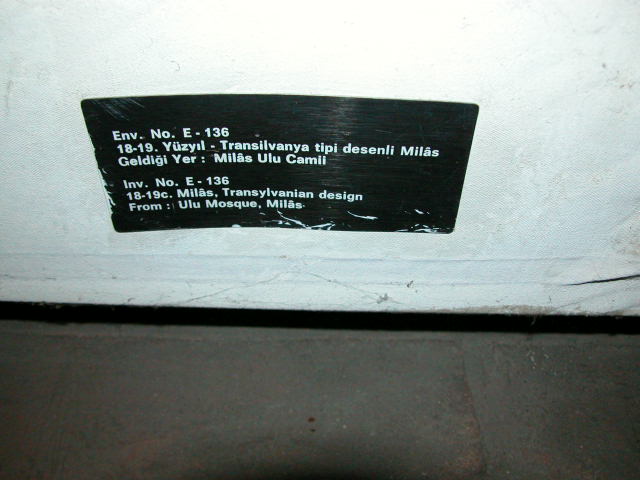 Env. No. E - 136
18-19. Yüzyıl - Transilvanya tipi desenli Milâs
Geldiği Yer : Milâs Ulu Camii
Inv. No. E - 136
18-19c. Milâs, Transylvanian design
From : Ulu Mosque, Milâs